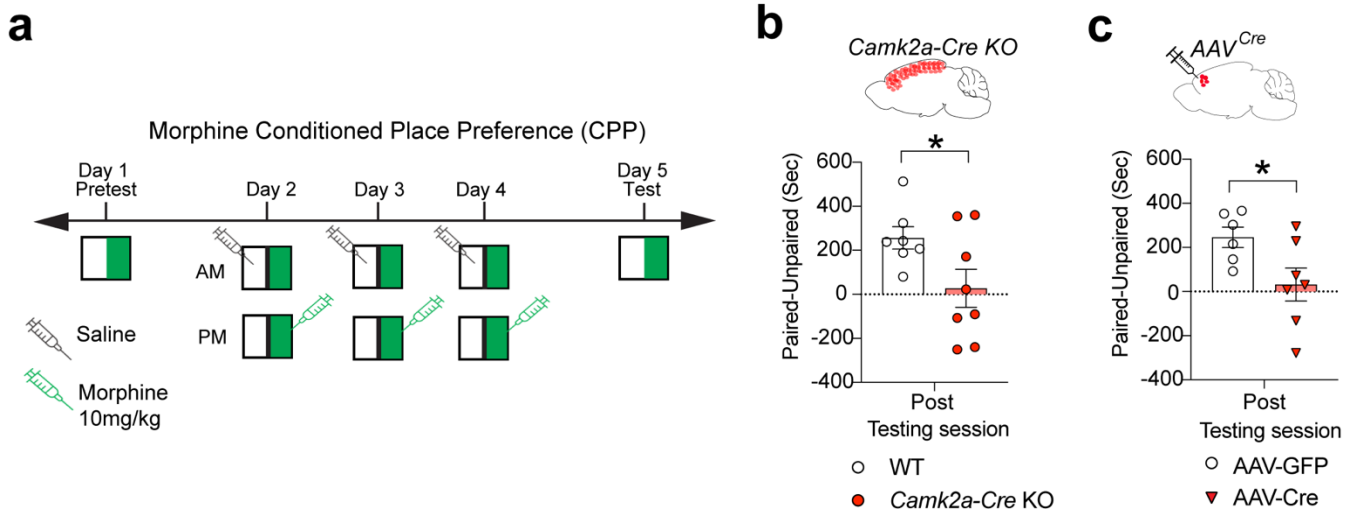 a
Morphine Conditioned Place Preference (CPP)
Day 1
Pretest
Day 2
Day 3
Day 4
Day 5
Test
AM
PM
Saline
Morphine
10mg/kg
b
Camk2a-Cre KO
*
Paired-Unpaired (Sec)
600
400
200
0
-200
-400
Post
Testing session
WT
Camk2a-Cre KO
c
AAV Cre
*
Paired-Unpaired (Sec)
600
400
200
0
-200
-400
Post
Testing session
AAV-GFP
AAV-Cre